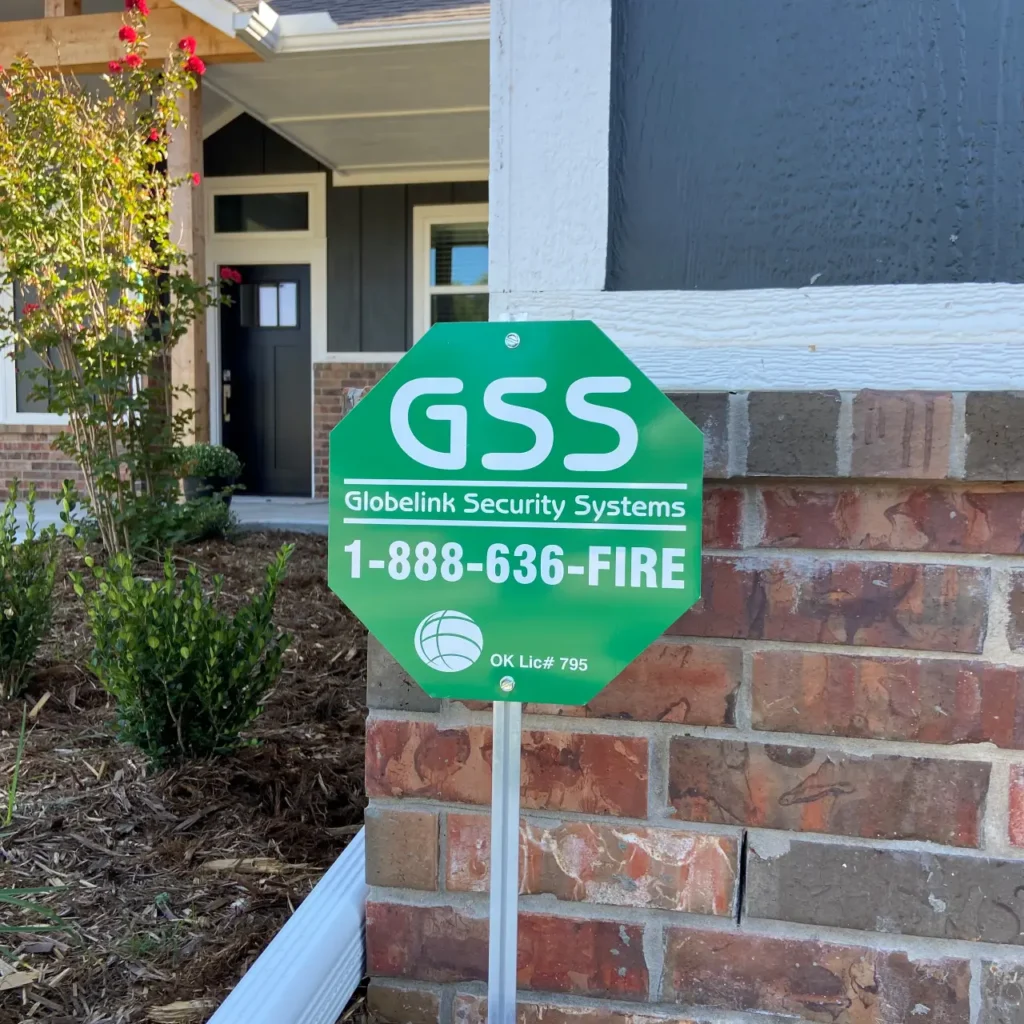 GSS
Globelink Security Systems
1-888-636-FIRE
OK Lic# 795